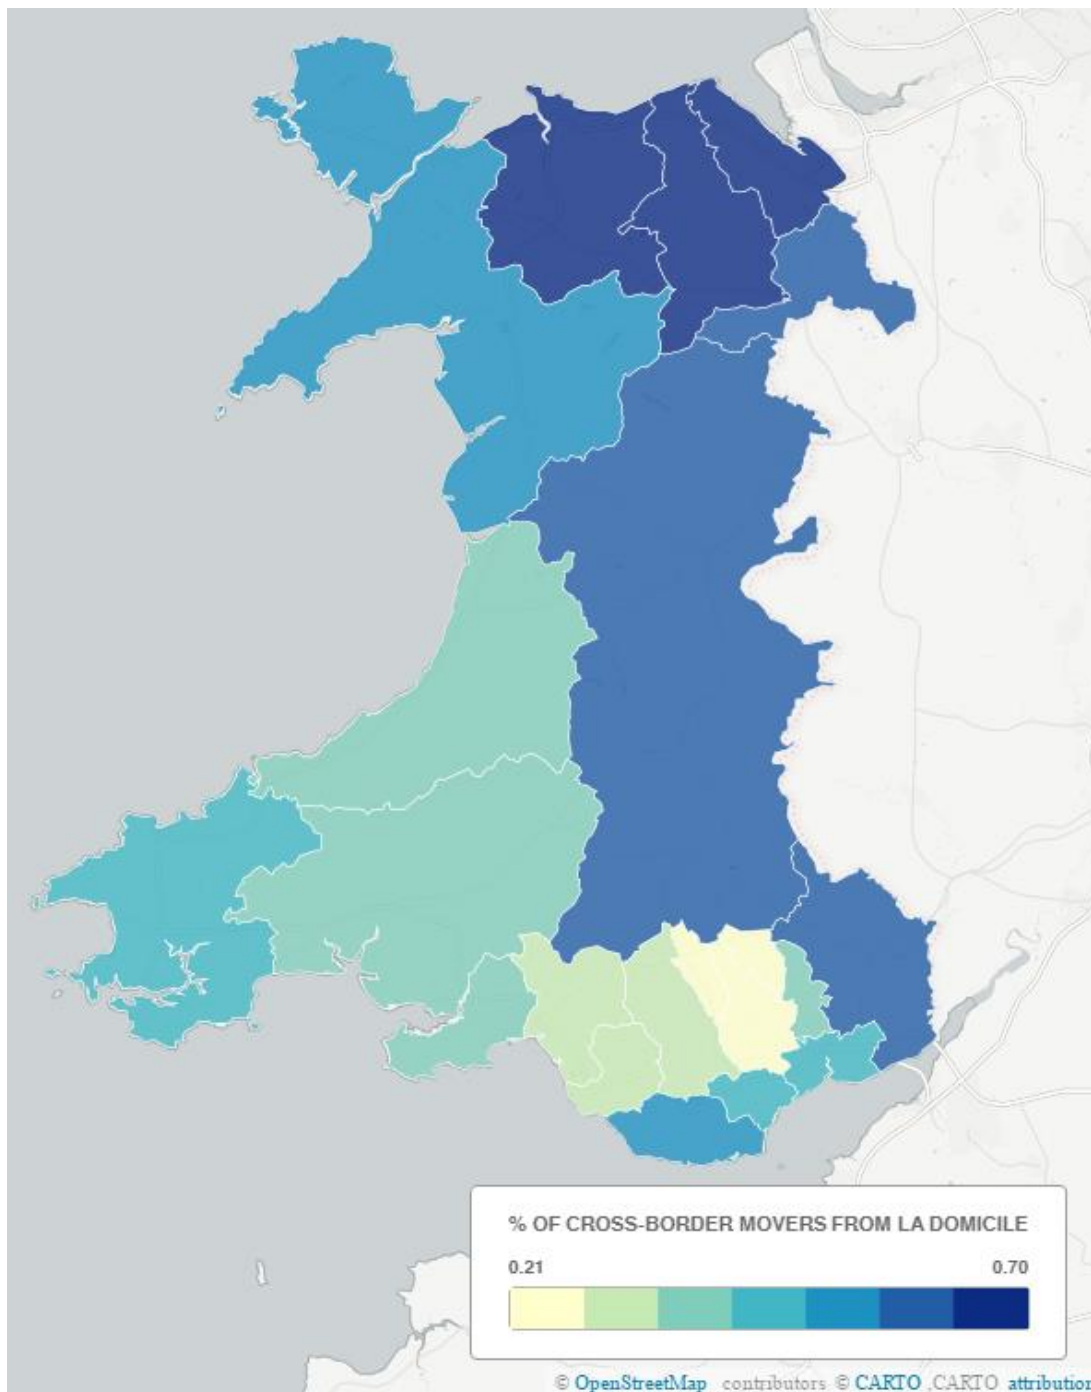 % OF CROSS-BORDER MOVERS FROM LA DOMICILE
0.21 0.70
© OpenStreetMap contributors © CARTO ,CARTO attribution